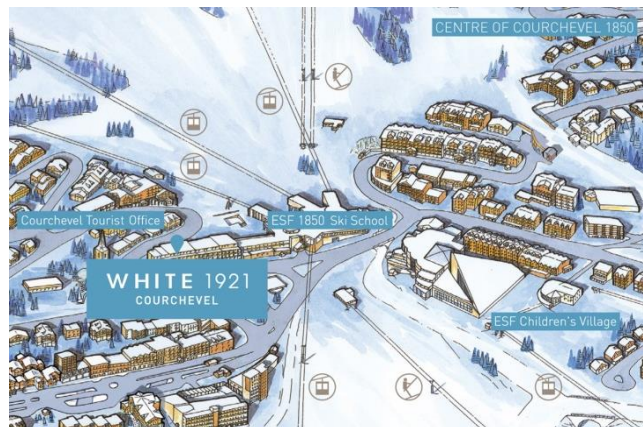 CENTRE OF COURCHEVEL 1850
Courchevel Tourist Office
ESF 1850 Ski School
WHITE 1921
COURCHEVEL
ESF Children's Village